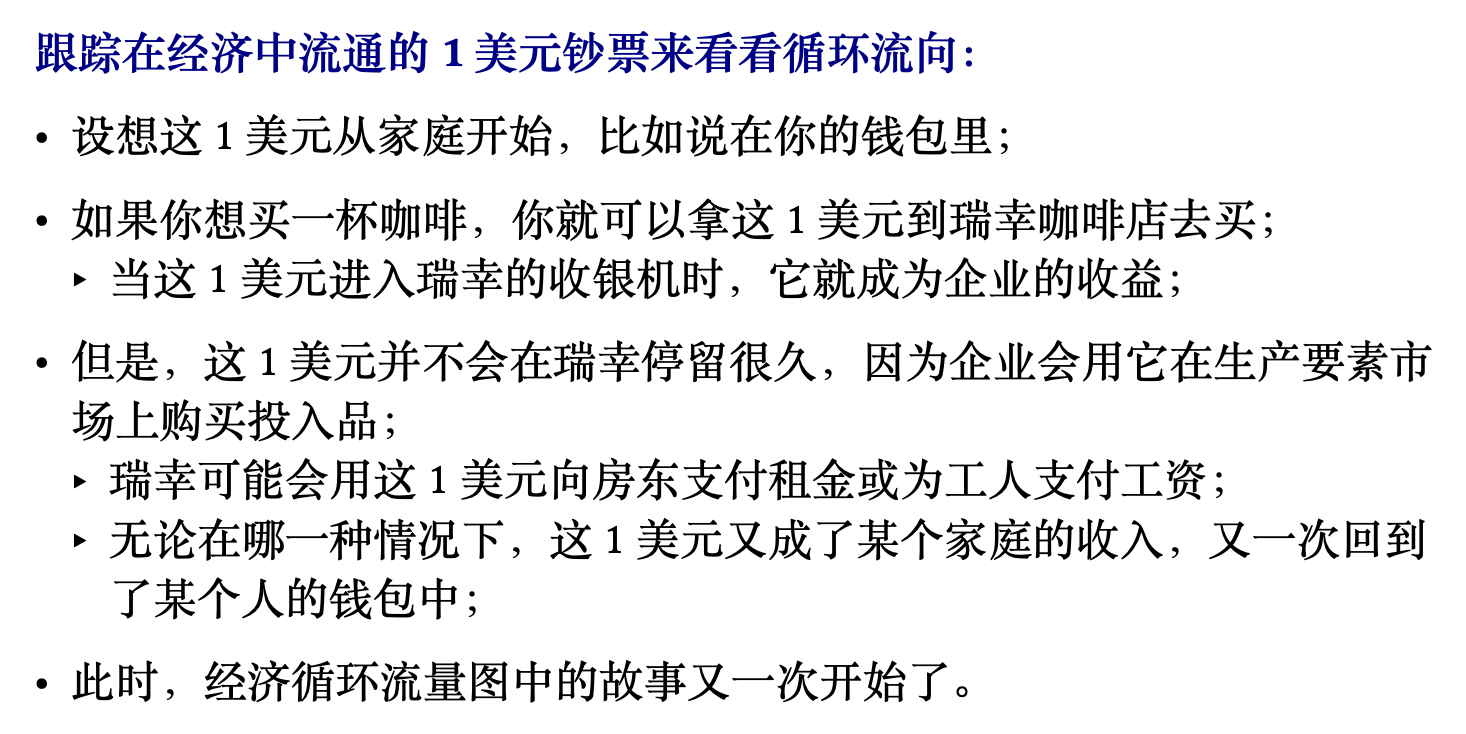 跟踪在经济中流通的 1 美元钞票来看看循环流向：
• 设想这 1 美元从家庭开始，比如说在你的钱包里；
• 如果你想买一杯咖啡，你就可以拿这 1 美元到瑞幸咖啡店去买；
‣ 当这 1 美元进入瑞幸的收银机时，它就成为企业的收益；
• 但是，这 1 美元并不会在瑞幸停留很久，因为企业会用它在生产要素市
场上购买投入品；
‣ 瑞幸可能会用这 1 美元向房东支付租金或为工人支付工资；
‣ 无论在哪一种情况下，这 1 美元又成了某个家庭的收入，又一次回到
了某个人的钱包中；
• 此时，经济循环流量图中的故事又一次开始了。